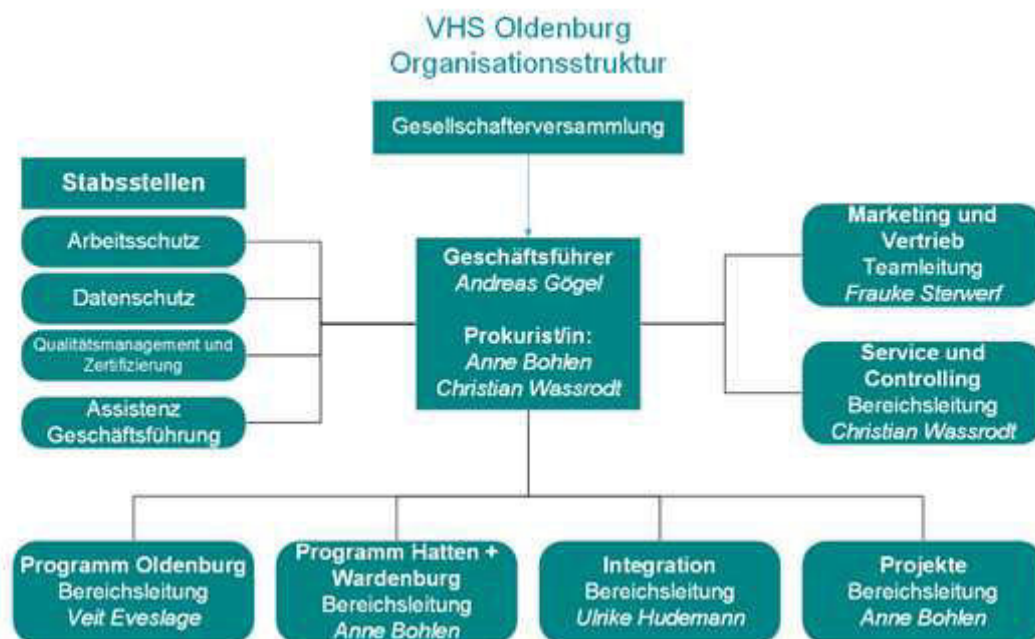 VHS Oldenburg
Organisationsstruktur
Gesellschafterversammlung
Stabsstellen
Arbeitsschutz
Datenschutz
Qualitätsmanagement und
Zertifizierung
Assistenz
Geschäftsführung
Geschäftsführer
Andreas Gögel
Prokurist/in:
Anne Bohlen
Christian Wassrodt
Marketing und
Vertrieb
Teamleitung
Frauke Sterwerf
Service und
Controlling
Bereichsleitung
Christian Wassrodt
Programm Oldenburg
Bereichsleitung
Veit Eveslage
Programm Hatten +
Wardenburg
Bereichsleitung
Anne Bohlen
Integration
Bereichsleitung
Ulrike Hudemann
Projekte
Bereichsleitung
Anne Bohlen